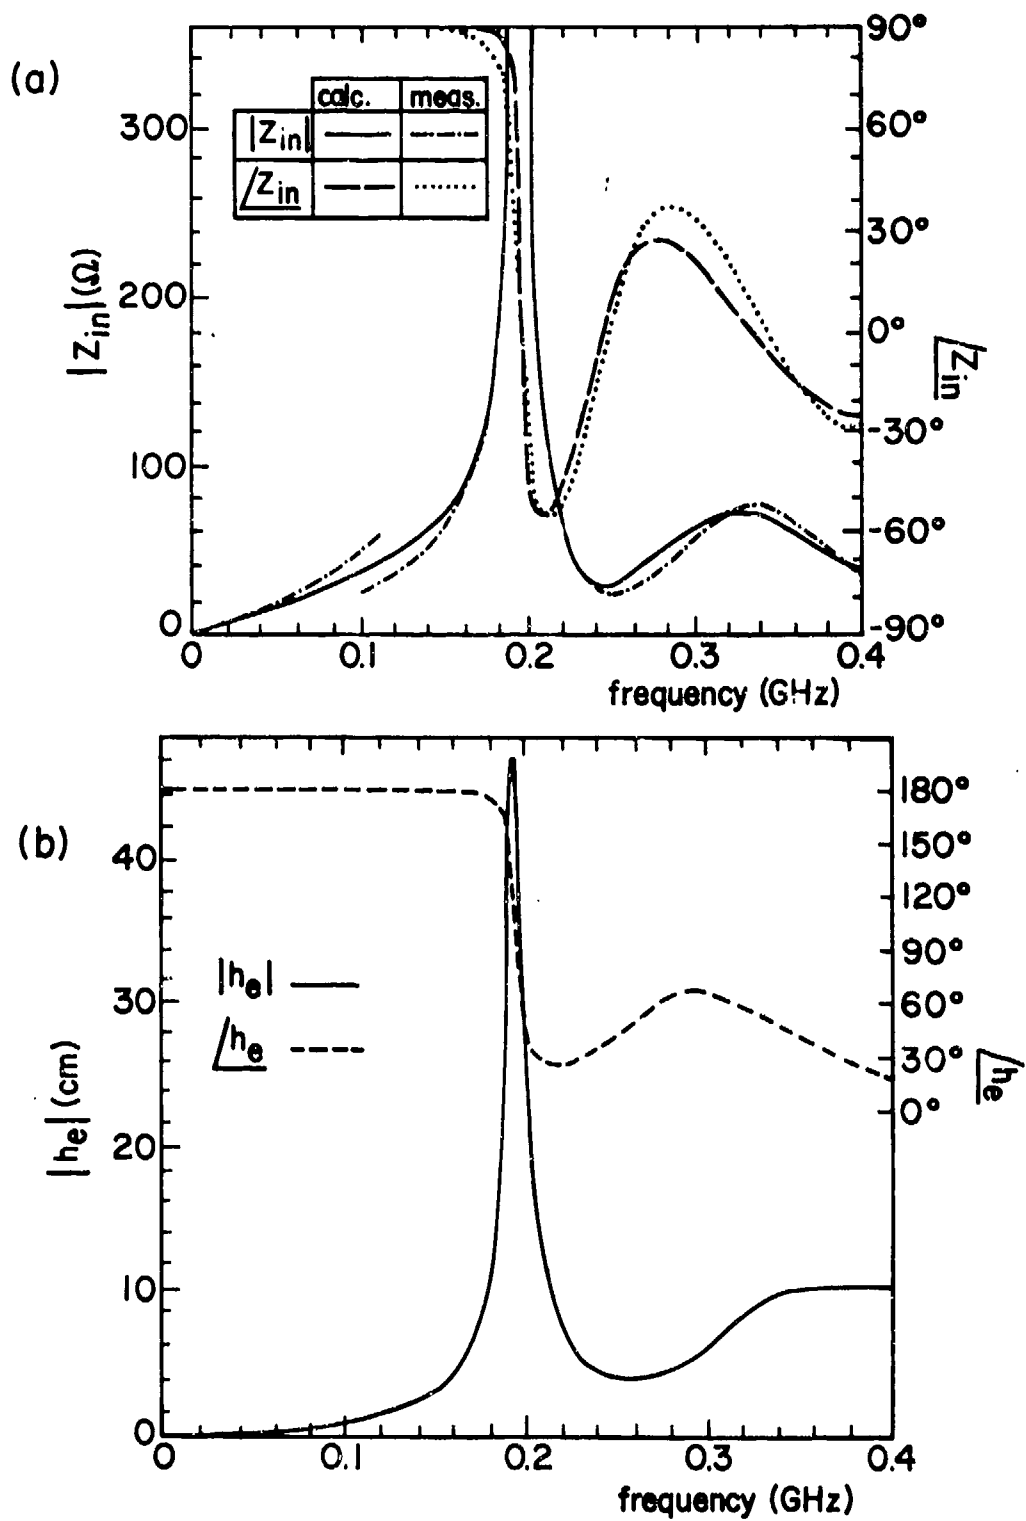 (a)
calc. meas.
|Zin|
∠Zin
300
200
100
0
|Zin|(Ω)
90°
60°
30°
0°
-30°
-60°
-90°
∠Zin
0 0.1 0.2 0.3 0.4
frequency (GHz)
(b)
40
30
20
10
0
|he|(cm)
|he|
∠he
180°
150°
120°
90°
60°
30°
0°
∠he
0 0.1 0.2 0.3 0.4
frequency (GHz)